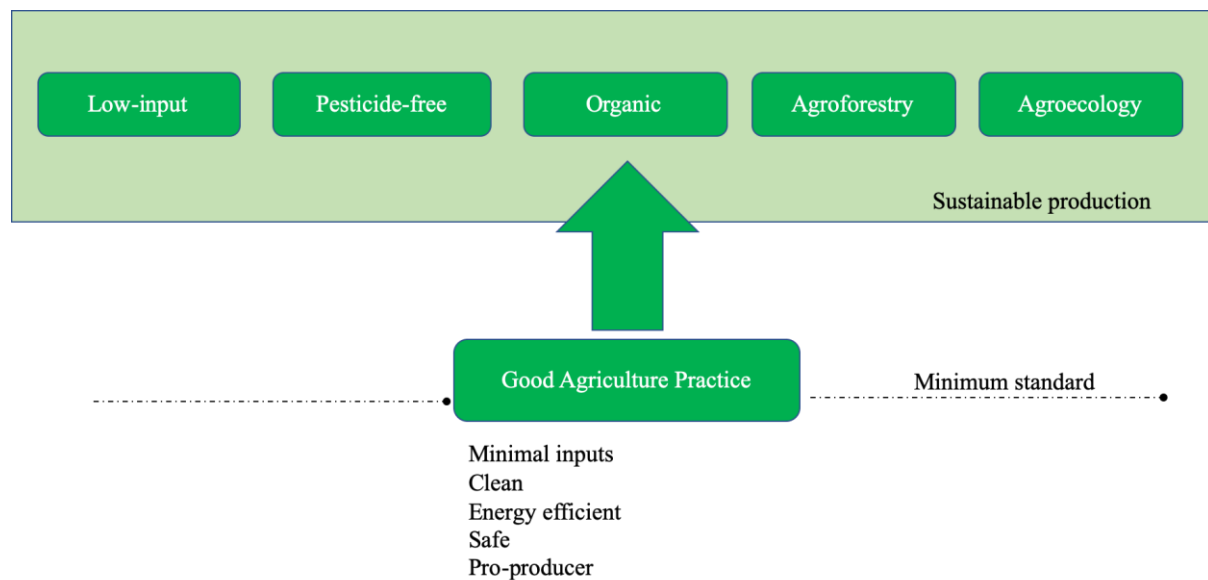 Low-input
Pesticide-free
Organic
Agroforestry
Agroecology
Sustainable production
Good Agriculture Practice
Minimum standard
Minimal inputs
Clean
Energy efficient
Safe
Pro-producer